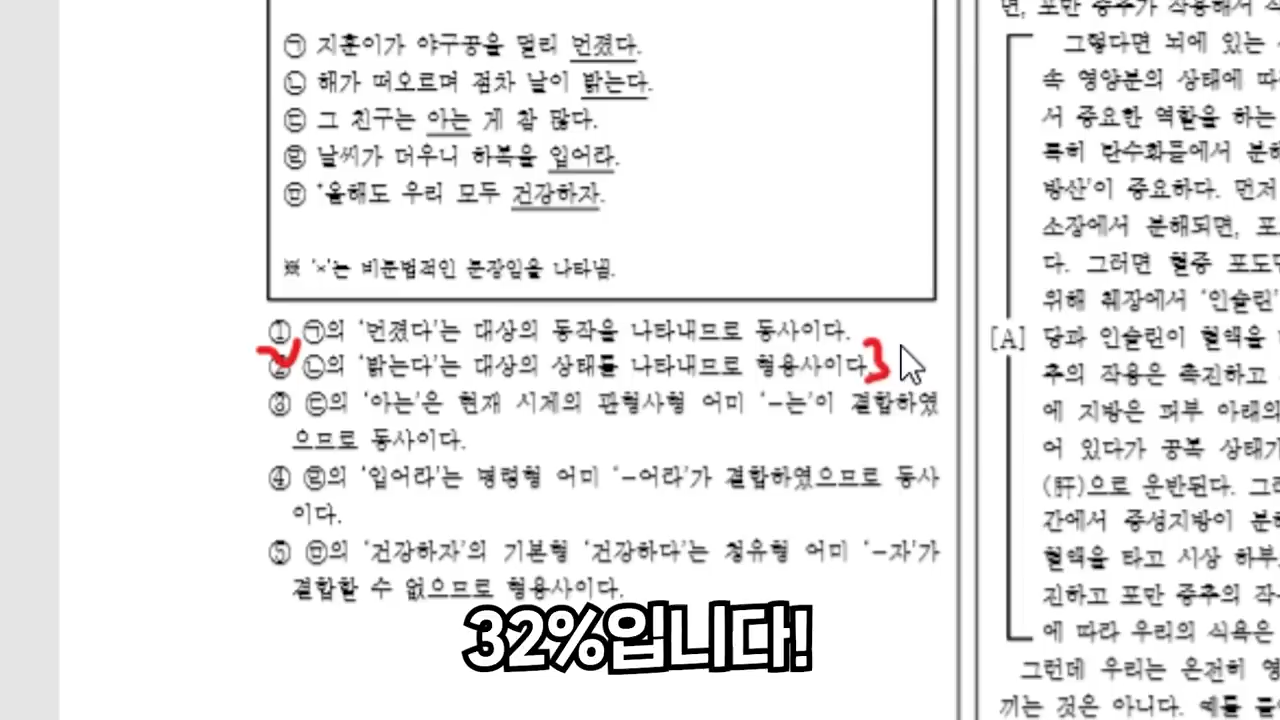 ㉠ 지훈이가 야구공을 멀리 던졌다.
㉡ 해가 떠오르며 점차 날이 밝는다.
㉢ 그 친구는 아는 게 참 많다.
㉣ 날씨가 더우니 하복을 입어라.
㉤ *올해도 우리 모두 건강하자.
※ '*'는 비문법적인 문장임을 나타냄.
① ㉠의 '던졌다'는 대상의 동작을 나타내므로 동사이다.
② ㉡의 '밝는다'는 대상의 상태를 나타내므로 형용사이다.
③ ㉢의 '아는'은 현재 시제의 관형사형 어미 '-는'이 결합하였
으므로 동사이다.
④ ㉣의 '입어라'는 명령형 어미 '-어라'가 결합하였으므로 동사
이다.
⑤ ㉤의 '건강하자'의 기본형 '건강하다'는 청유형 어미 '-자'가
결합할 수 없으므로 형용사이다.
면, 포만 중추가 작용해서 식
그렇다면 뇌에 있는
속 영양분의 상태에 따
서 중요한 역할을 하는
특히 탄수화물에서 분해
방산'이 중요하다. 먼저
소장에서 분해되면, 포
다. 그러면 혈중 포도당
위해 췌장에서 '인슐린'
[A] 당과 인슐린이 혈액을
추의 작용은 촉진하고
에 지방은 피부 아래의
어 있다가 공복 상태가
(肝)으로 운반된다. 그러
간에서 중성지방이 분해
혈액을 타고 시상 하부
진하고 포만 중추의 작
에 따라 우리의 식욕은
그런데 우리는 온전히 영
끼는 것은 아니다. 예를 들
32%입니다!